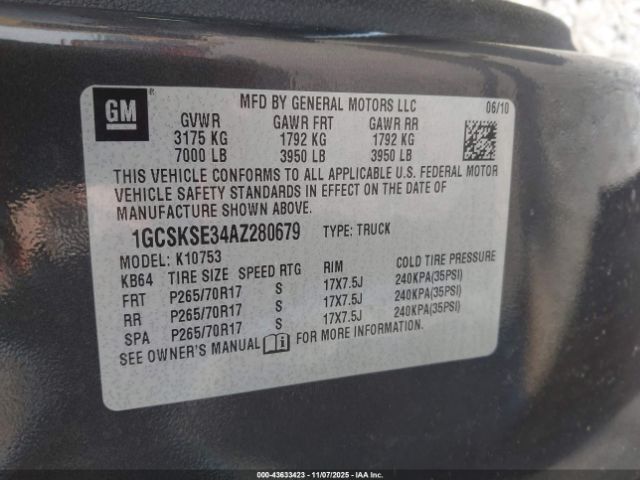 GM
MFD BY GENERAL MOTORS LLC
06/10
GVWR GAWR FRT GAWR RR
3175 KG 1792 KG 1792 KG
7000 LB 3950 LB 3950 LB
THIS VEHICLE CONFORMS TO ALL APPLICABLE U.S. FEDERAL MOTOR
VEHICLE SAFETY STANDARDS IN EFFECT ON THE DATE OF
MANUFACTURE SHOWN ABOVE.
1GCSKSE34AZ280679 TYPE: TRUCK
MODEL: K10753
KB64 TIRE SIZE SPEED RTG RIM COLD TIRE PRESSURE
FRT P265/70R17 S 17X7.5J 240KPA(35PSI)
RR P265/70R17 S 17X7.5J 240KPA(35PSI)
SPA P265/70R17 S 17X7.5J 240KPA(35PSI)
SEE OWNER'S MANUAL FOR MORE INFORMATION.
000-43633423 - 11/07/2025 - IAA Inc.